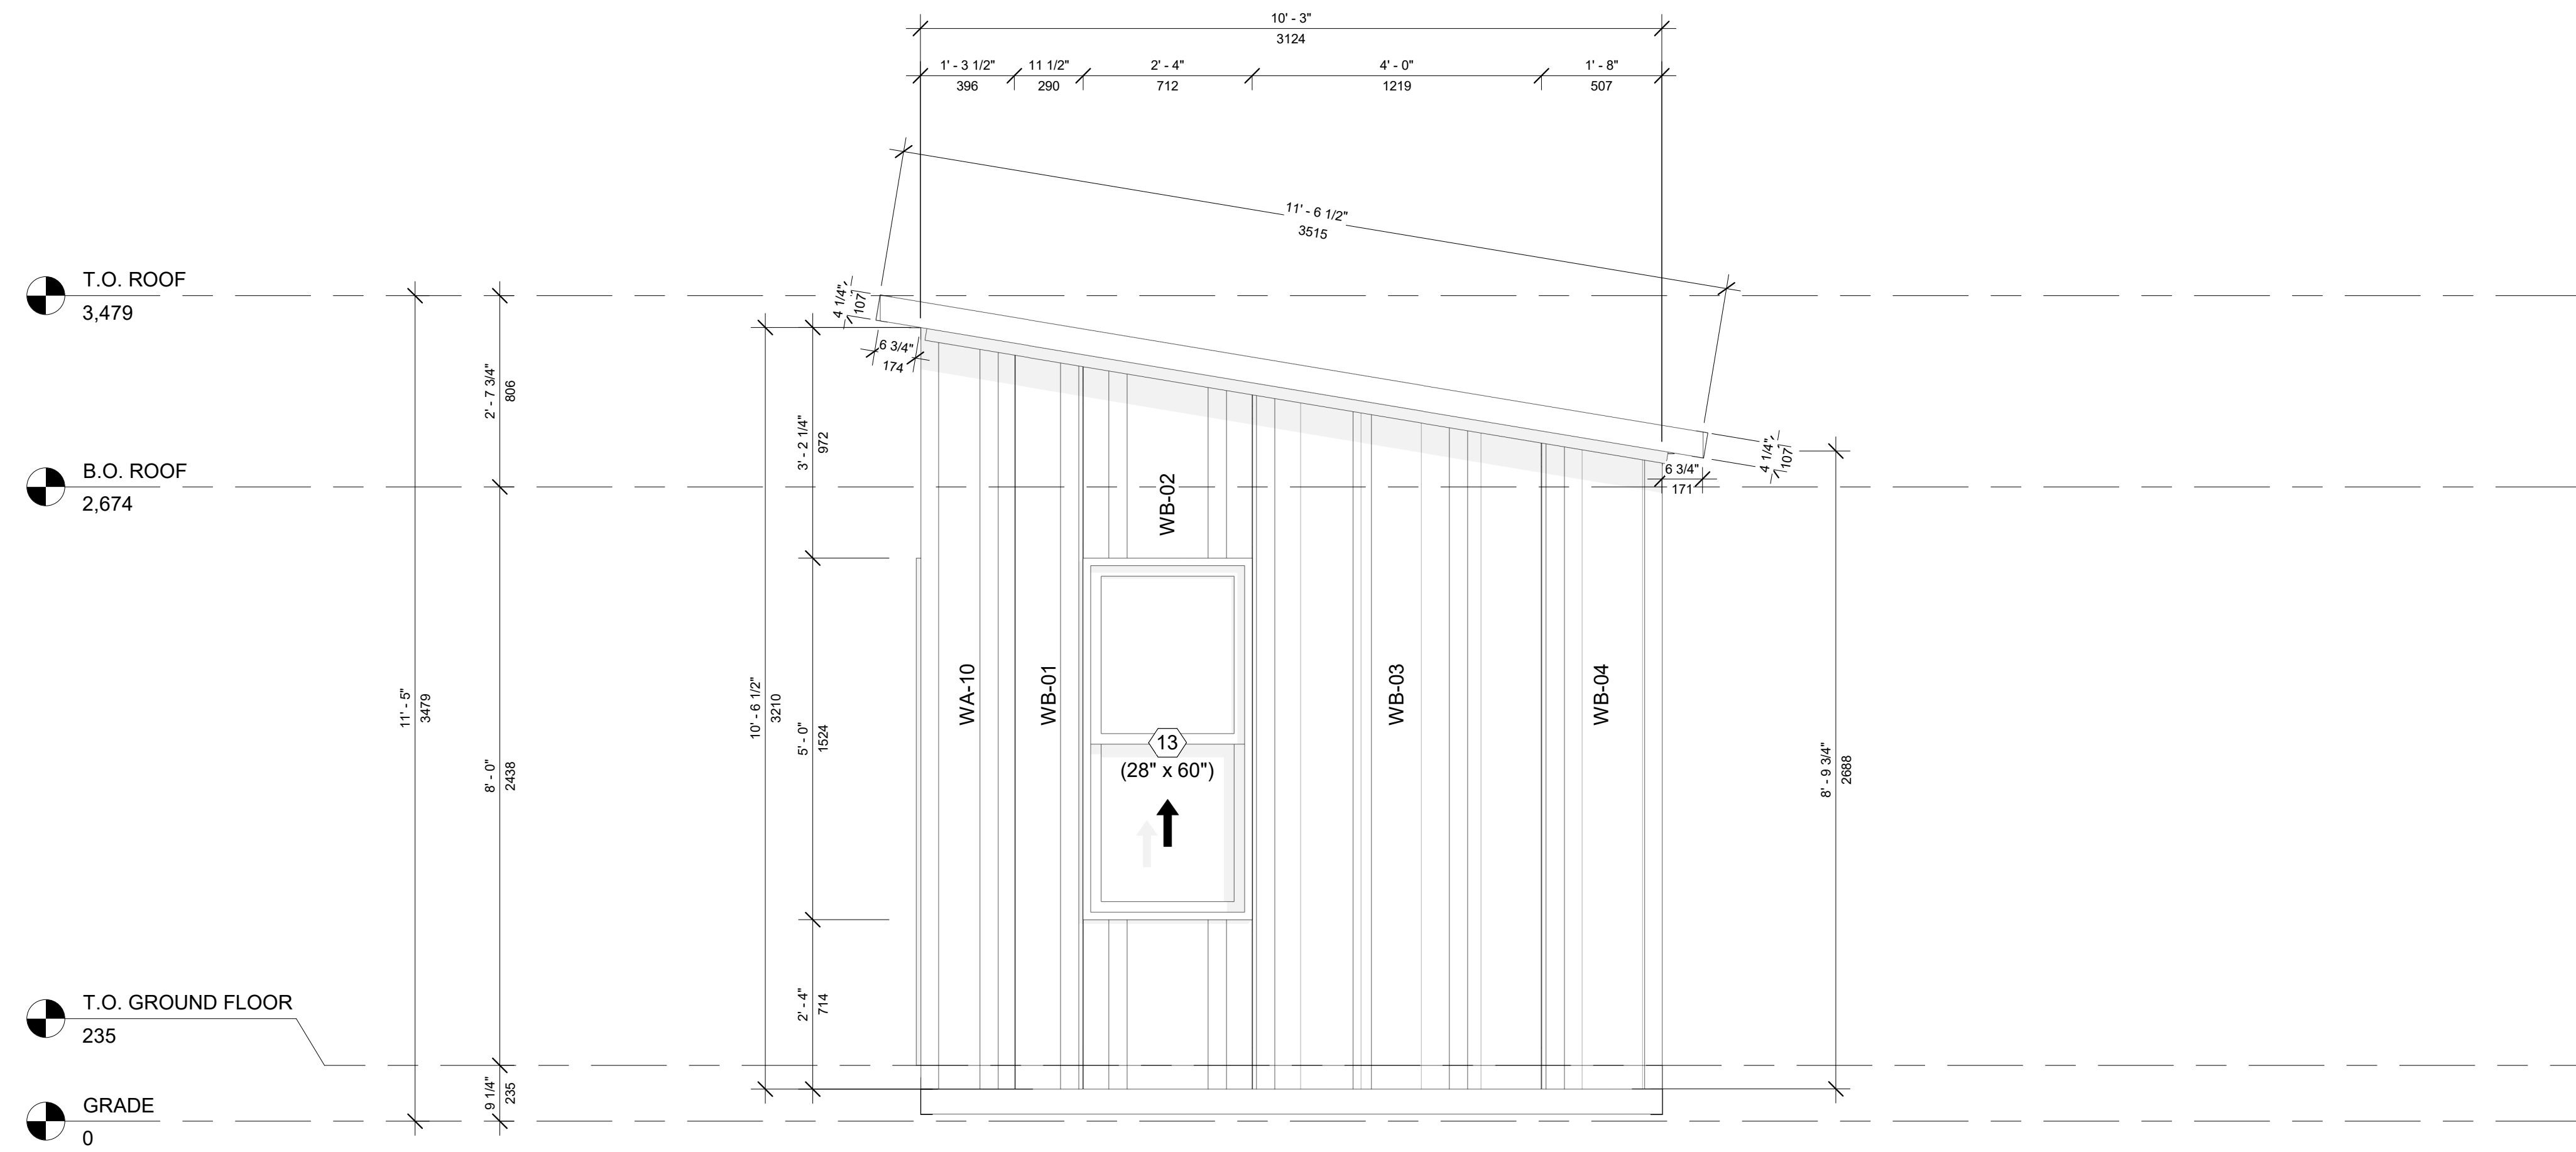 10' - 3"
3124
1' - 3 1/2"
396
11 1/2"
290
2' - 4"
712
4' - 0"
1219
1' - 8"
507
11' - 6 1/2"
3515
T.O. ROOF
3,479
4 1/4"
107
6 3/4"
174
4 1/4"
107
6 3/4"
171
B.O. ROOF
2,674
2' - 7 3/4"
806
3' - 2 1/4"
972
WB-02
11' - 5"
3479
8' - 0"
2438
10' - 6 1/2"
3210
5' - 0"
1524
WA-10
WB-01
WB-03
WB-04
13
(28" x 60")
8' - 9 3/4"
2688
2' - 4"
714
T.O. GROUND FLOOR
235
9 1/4"
235
GRADE
0